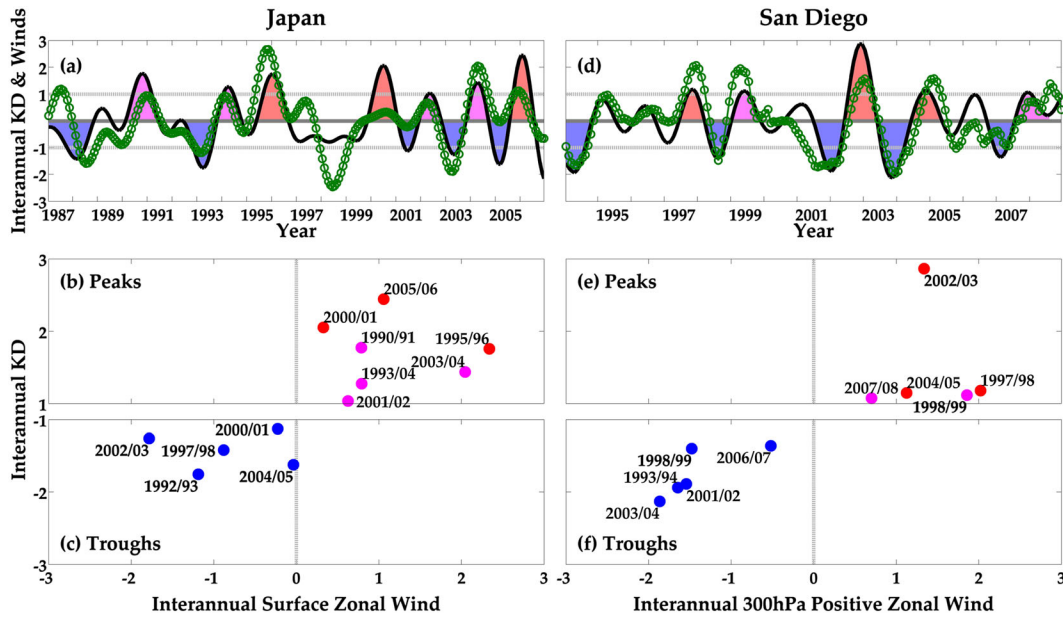 Japan
San Diego
Interannual KD & Winds
(a)
3
2
1
0
-1
-2
-3
1987 1989 1991 1993 1995 1997 1999 2001 2003 2005
Year
(d)
1995 1997 1999 2001 2003 2005 2007
Year
Interannual KD
(b) Peaks
3
2
1
2005/06
2000/01
1990/91
1995/96
2003/04
1993/04
2001/02
(e) Peaks
2002/03
2007/08
2004/05
1997/98
1998/99
-1
-2
-3
2000/01
2002/03
1997/98
2004/05
1992/93
(c) Troughs
-3 -2 -1 0 1 2 3
Interannual Surface Zonal Wind
2006/07
1998/99
1993/94
2001/02
2003/04
(f) Troughs
-3 -2 -1 0 1 2 3
Interannual 300hPa Positive Zonal Wind